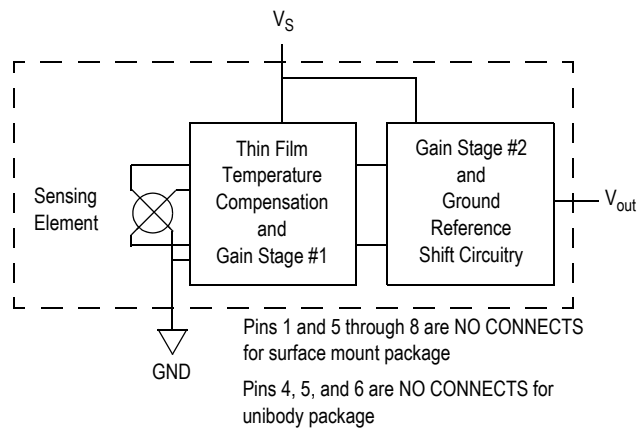 V_S
Sensing
Element
Thin Film
Temperature
Compensation
and
Gain Stage #1
Gain Stage #2
and
Ground
Reference
Shift Circuitry
V_out
GND
Pins 1 and 5 through 8 are NO CONNECTS
for surface mount package
Pins 4, 5, and 6 are NO CONNECTS for
unibody package